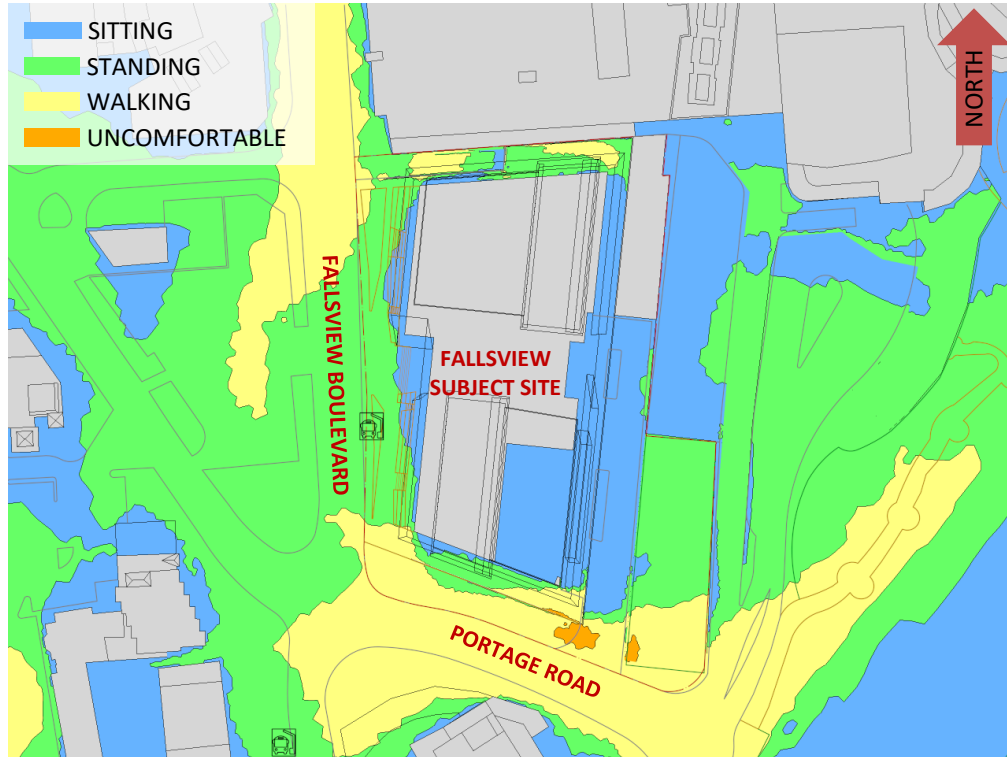 SITTING
STANDING
WALKING
UNCOMFORTABLE
NORTH
FALLSVIEW BOULEVARD
FALLSVIEW
SUBJECT SITE
PORTAGE ROAD